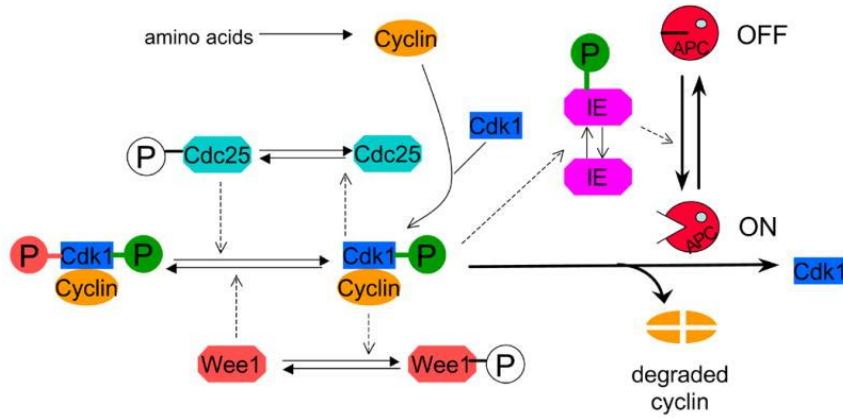 amino acids
Cyclin
P
IE
APC
OFF
Cdk1
P
Cdc25
Cdc25
IE
APC
ON
P
Cdk1
P
Cyclin
Cdk1
P
Cyclin
Cdk1
Wee1
Wee1
P
degraded
cyclin